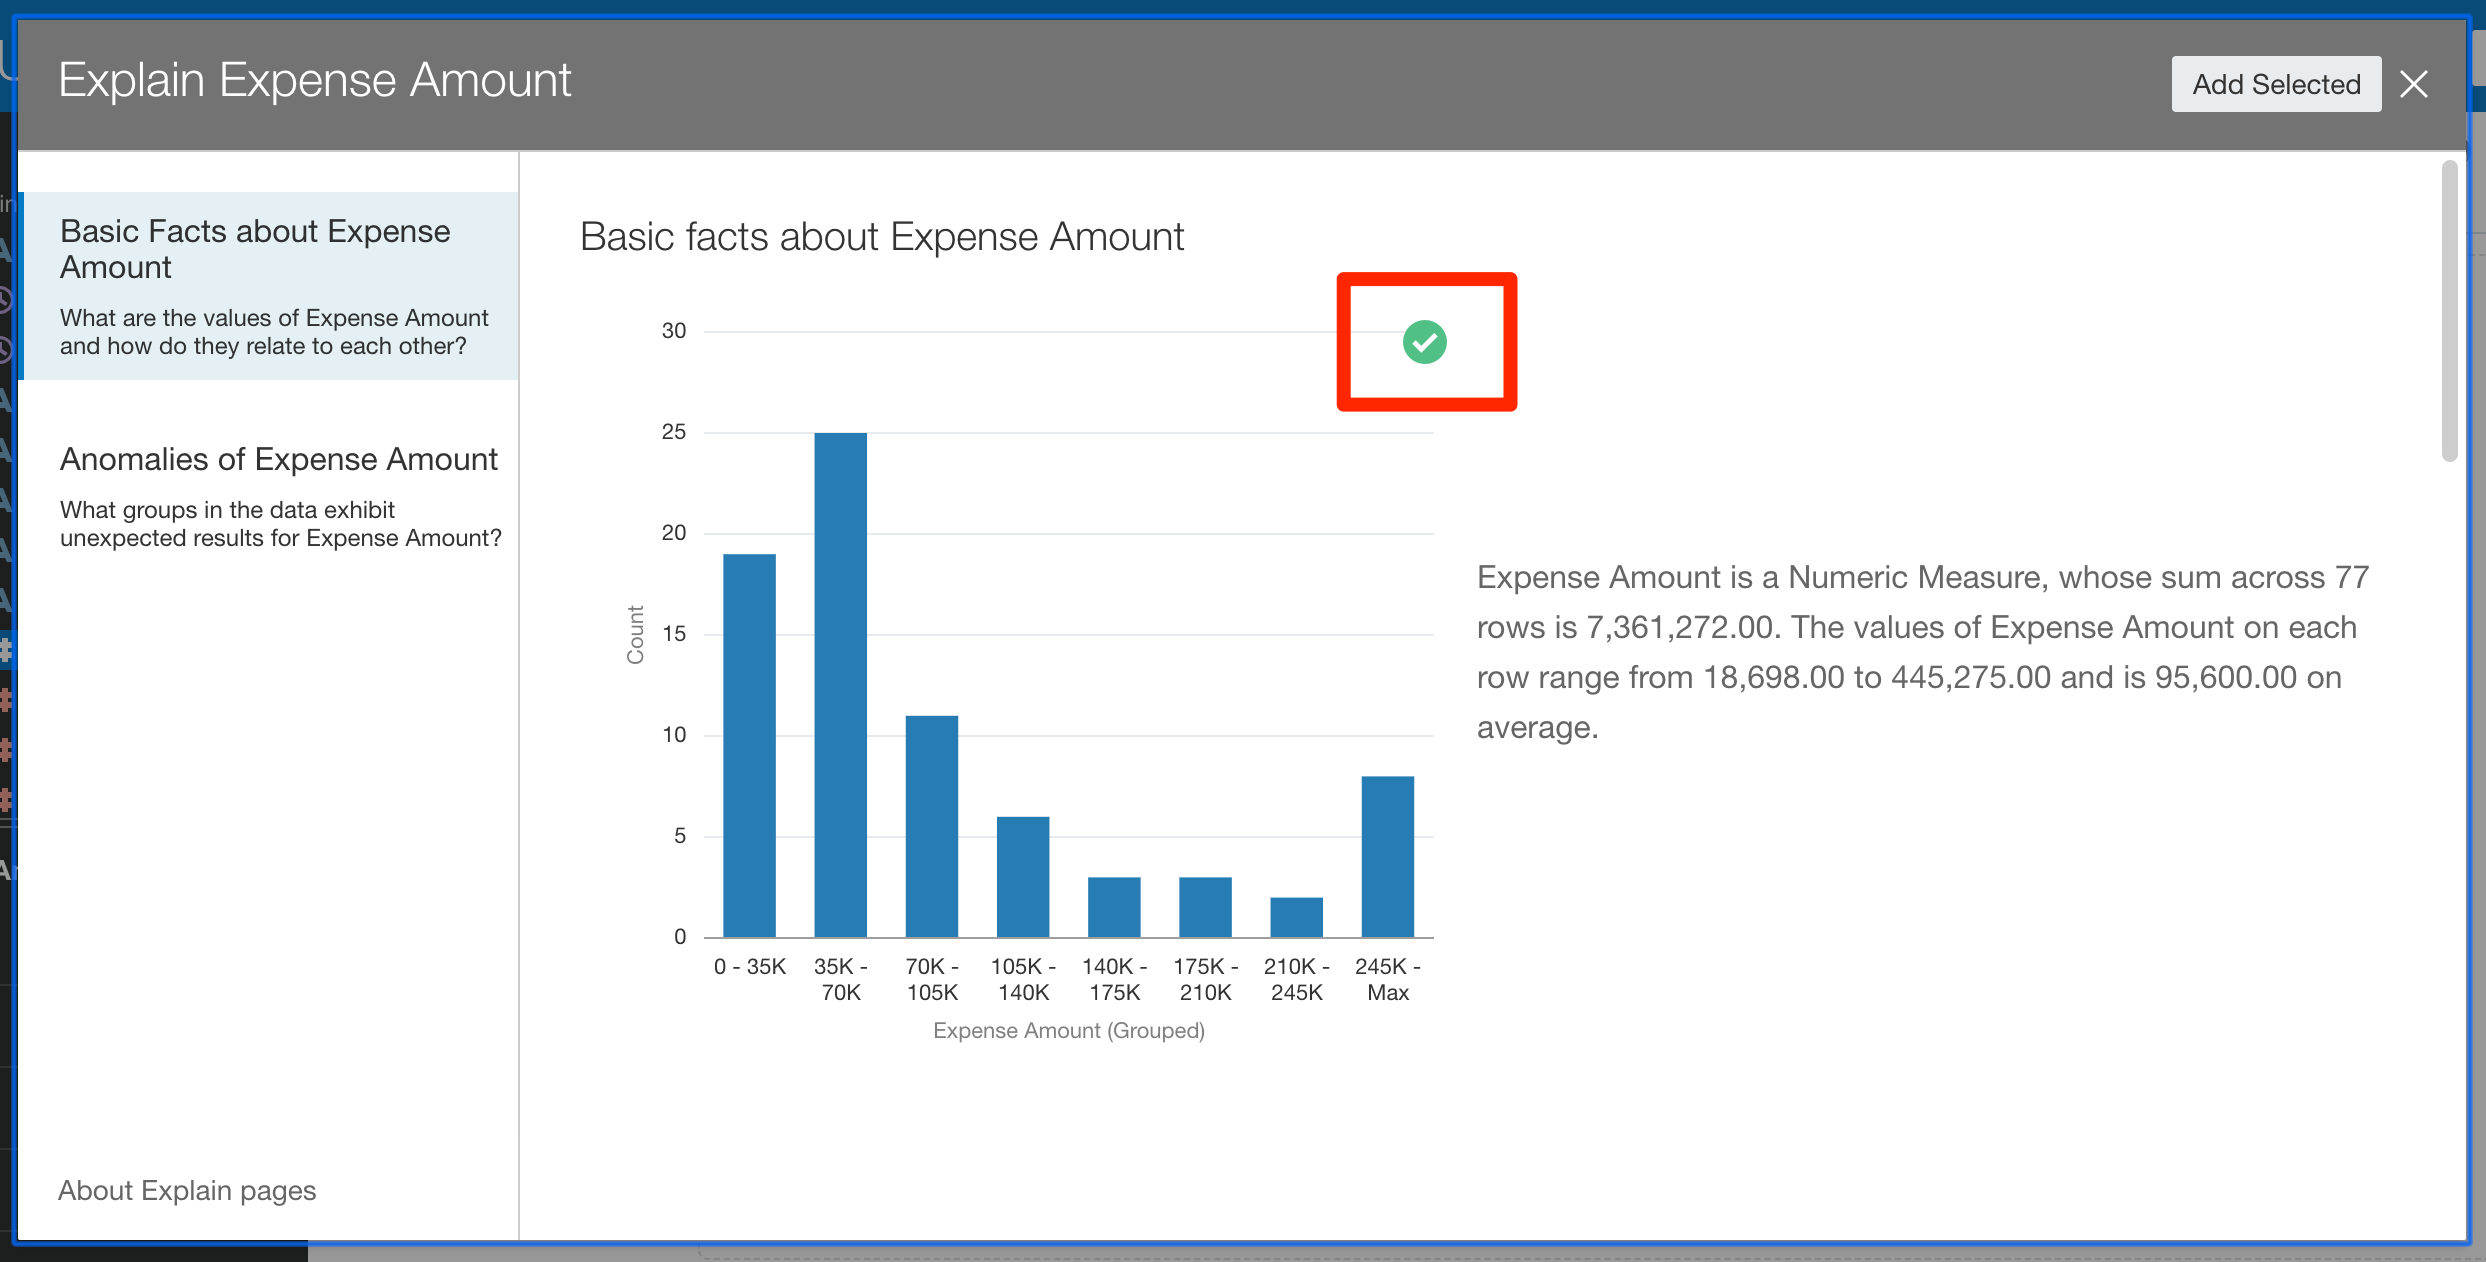 Explain Expense Amount
Add Selected
Basic Facts about Expense
Amount
What are the values of Expense Amount
and how do they relate to each other?
Anomalies of Expense Amount
What groups in the data exhibit
unexpected results for Expense Amount?
About Explain pages
Basic facts about Expense Amount
30
25
20
15
10
5
0
Count
0 - 35K
35K -
70K
70K -
105K
105K -
140K
140K -
175K
175K -
210K
210K -
245K
245K -
Max
Expense Amount (Grouped)
Expense Amount is a Numeric Measure, whose sum across 77
rows is 7,361,272.00. The values of Expense Amount on each
row range from 18,698.00 to 445,275.00 and is 95,600.00 on
average.